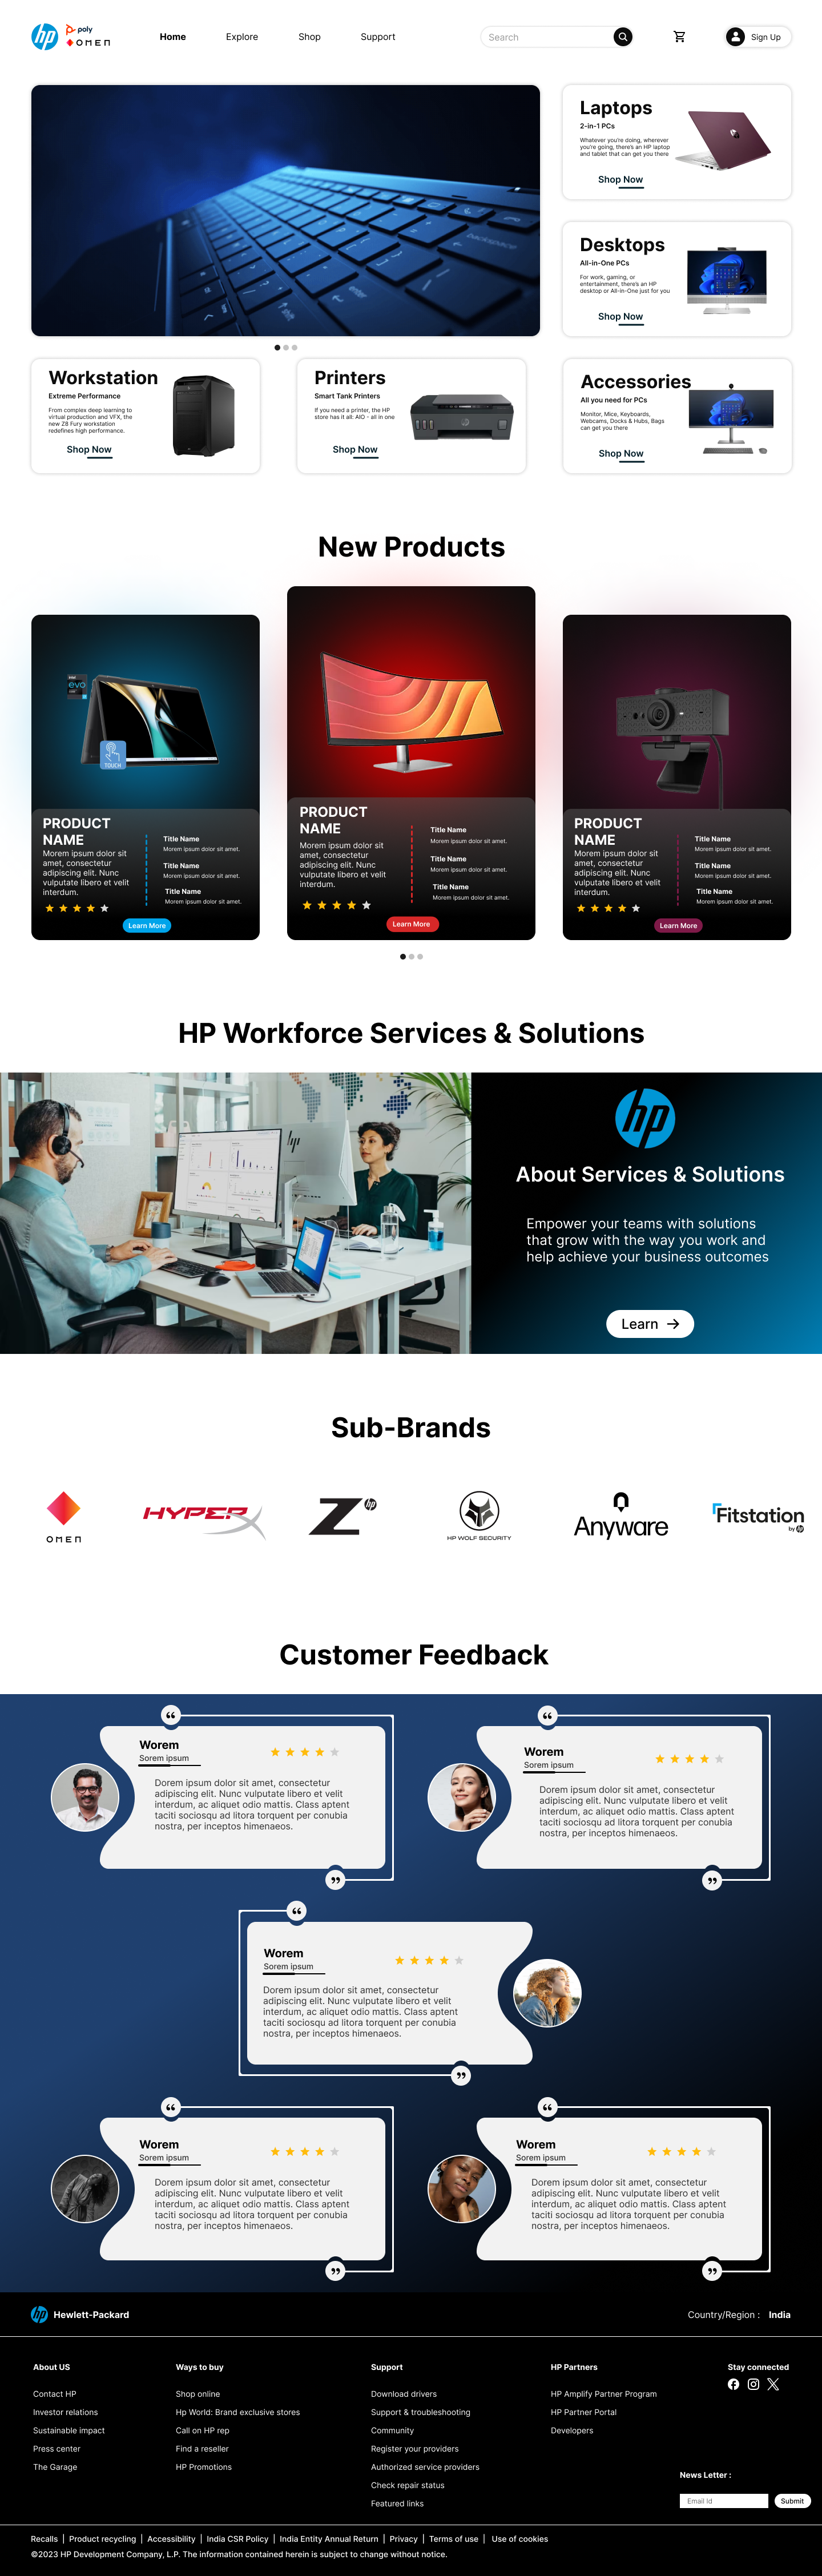 hp
poly
OMEN
Home
Explore
Shop
Support
Search
Sign Up
backspace
Laptops
2-in-1 PCs
Whatever you're doing, wherever
you're going, there's an HP laptop
and tablet that can get you there
Shop Now
Desktops
All-in-One PCs
For work, gaming, or
entertainment, there's an HP
desktop or All-in-One just for you
Shop Now
Workstation
Extreme Performance
From complex deep learning to
virtual production and VFX, the
new Z8 Fury workstation
redefines high performance.
Shop Now
Printers
Smart Tank Printers
If you need a printer, the HP
store has it all: AIO - all in one
Shop Now
Accessories
All you need for PCs
Monitor, Mice, Keyboards,
Webcams, Docks & Hubs, Bags
can get you there
Shop Now
New Products
evo
TOUCH
PRODUCT
NAME
Morem ipsum dolor sit
amet, consectetur
adipiscing elit. Nunc
vulputate libero et velit
interdum.
Title Name
Morem ipsum dolor sit amet.
Title Name
Morem ipsum dolor sit amet.
Title Name
Morem ipsum dolor sit amet.
Learn More
PRODUCT
NAME
Morem ipsum dolor sit
amet, consectetur
adipiscing elit. Nunc
vulputate libero et velit
interdum.
Title Name
Morem ipsum dolor sit amet.
Title Name
Morem ipsum dolor sit amet.
Title Name
Morem ipsum dolor sit amet.
Learn More
PRODUCT
NAME
Morem ipsum dolor sit
amet, consectetur
adipiscing elit. Nunc
vulputate libero et velit
interdum.
Title Name
Morem ipsum dolor sit amet.
Title Name
Morem ipsum dolor sit amet.
Title Name
Morem ipsum dolor sit amet.
Learn More
HP Workforce Services & Solutions
hp
hp
About Services & Solutions
Empower your teams with solutions
that grow with the way you work and
help achieve your business outcomes
Learn →
Sub-Brands
OMEN
HYPERX
Z hp
HP WOLF SECURITY
Anyware
Fitstation
by hp
Customer Feedback
Worem
Sorem ipsum
Dorem ipsum dolor sit amet, consectetur
adipiscing elit. Nunc vulputate libero et velit
interdum, ac aliquet odio mattis. Class aptent
taciti sociosqu ad litora torquent per conubia
nostra, per inceptos himenaeos.
Worem
Sorem ipsum
Dorem ipsum dolor sit amet, consectetur
adipiscing elit. Nunc vulputate libero et velit
interdum, ac aliquet odio mattis. Class aptent
taciti sociosqu ad litora torquent per conubia
nostra, per inceptos himenaeos.
Worem
Sorem ipsum
Dorem ipsum dolor sit amet, consectetur
adipiscing elit. Nunc vulputate libero et velit
interdum, ac aliquet odio mattis. Class aptent
taciti sociosqu ad litora torquent per conubia
nostra, per inceptos himenaeos.
Worem
Sorem ipsum
Dorem ipsum dolor sit amet, consectetur
adipiscing elit. Nunc vulputate libero et velit
interdum, ac aliquet odio mattis. Class aptent
taciti sociosqu ad litora torquent per conubia
nostra, per inceptos himenaeos.
Worem
Sorem ipsum
Dorem ipsum dolor sit amet, consectetur
adipiscing elit. Nunc vulputate libero et velit
interdum, ac aliquet odio mattis. Class aptent
taciti sociosqu ad litora torquent per conubia
nostra, per inceptos himenaeos.
hp Hewlett-Packard
Country/Region : India
About US
Contact HP
Investor relations
Sustainable impact
Press center
The Garage
Ways to buy
Shop online
Hp World: Brand exclusive stores
Call on HP rep
Find a reseller
HP Promotions
Support
Download drivers
Support & troubleshooting
Community
Register your providers
Authorized service providers
Check repair status
Featured links
HP Partners
HP Amplify Partner Program
HP Partner Portal
Developers
Stay connected
News Letter :
Email Id
Submit
Recalls | Product recycling | Accessibility | India CSR Policy | India Entity Annual Return | Privacy | Terms of use | Use of cookies
©2023 HP Development Company, L.P. The information contained herein is subject to change without notice.